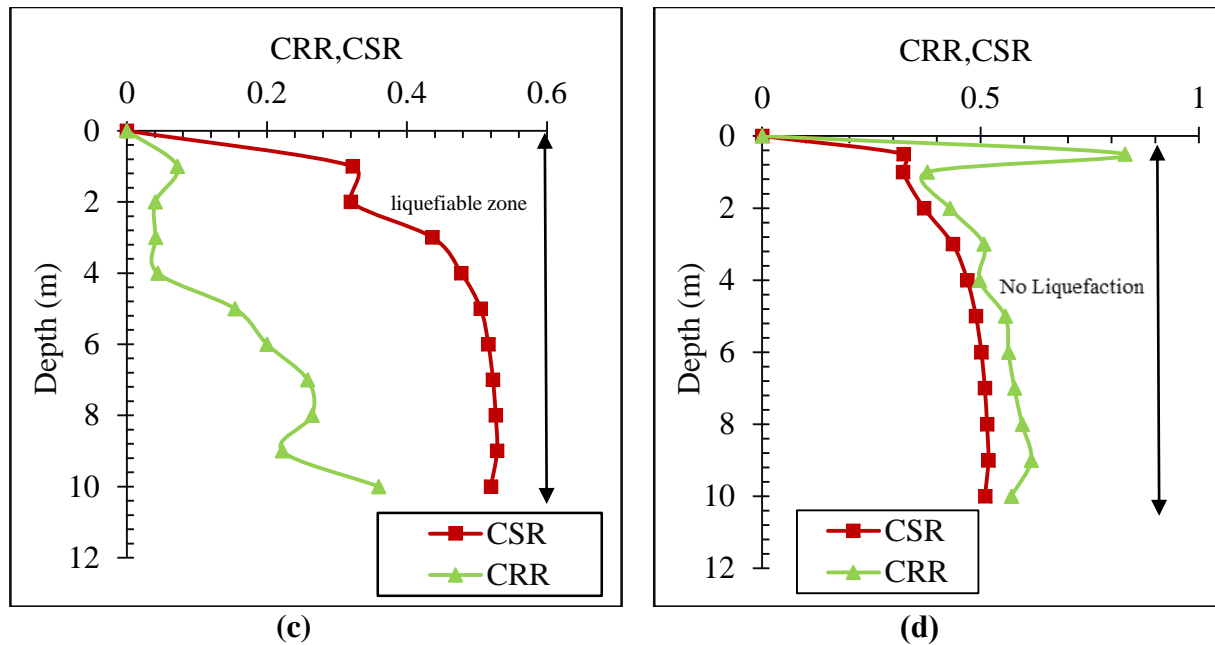 CRR,CSR
0 0.2 0.4 0.6
0
2
4
6
8
10
12
Depth (m)
liquefiable zone
CSR
CRR
(c)
CRR,CSR
0 0.5 1
0
2
4
6
8
10
12
Depth (m)
No Liquefaction
CSR
CRR
(d)